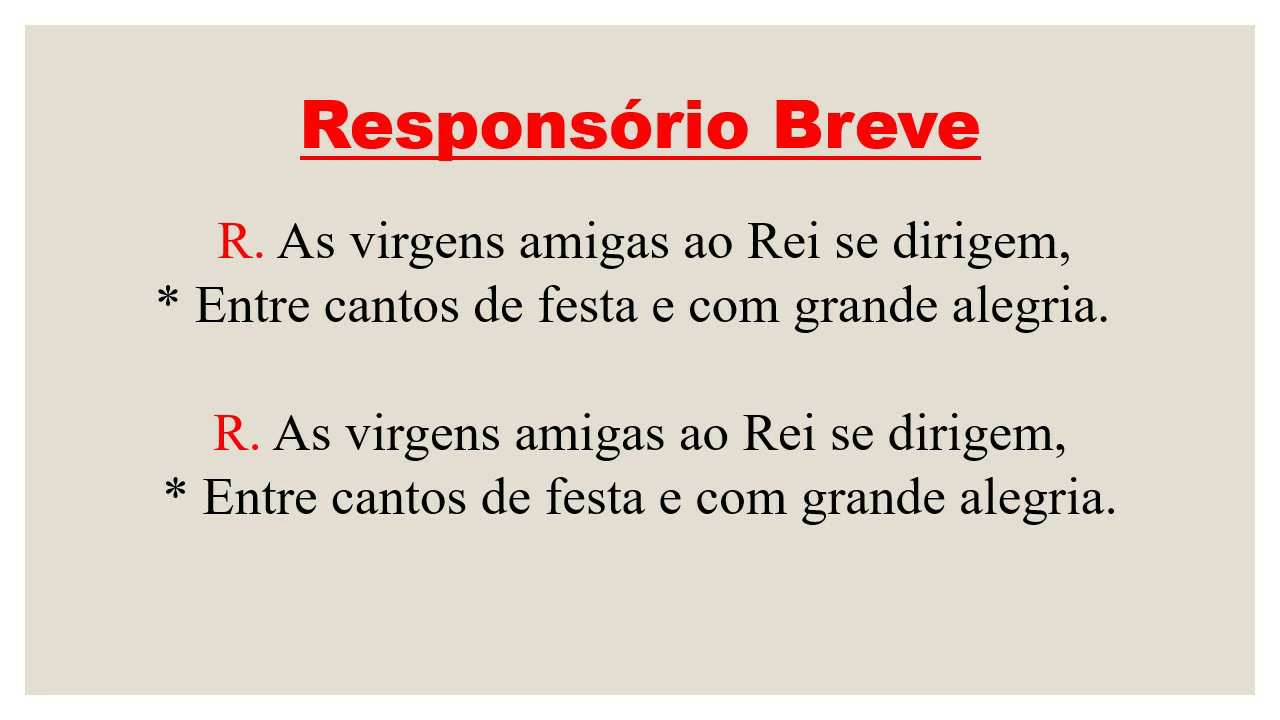 Responsório Breve
R. As virgens amigas ao Rei se dirigem,
* Entre cantos de festa e com grande alegria.
R. As virgens amigas ao Rei se dirigem,
* Entre cantos de festa e com grande alegria.